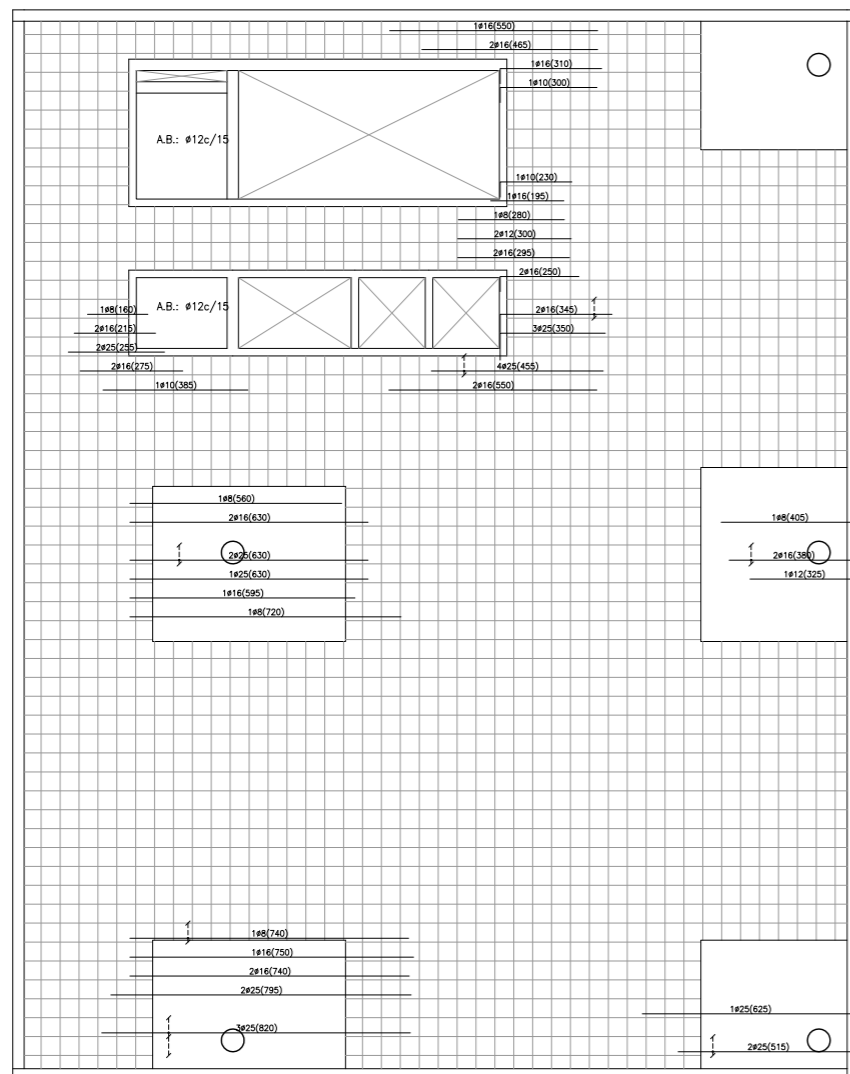 1ø16(550)
2ø16(465)
1ø16(310)
1ø10(300)
A.B.: ø12c/15
1ø10(230)
1ø16(195)
1ø8(280)
2ø12(300)
2ø16(295)
2ø16(250)
A.B.: ø12c/15
1ø8(160)
2ø16(345)
2ø16(215)
3ø25(350)
2ø25(255)
2ø16(275)
4ø25(455)
1ø10(385)
2ø16(550)
1ø8(560)
2ø16(630)
1ø8(405)
2ø25(630)
2ø16(380)
1ø25(630)
1ø12(325)
1ø16(595)
1ø8(720)
1ø8(740)
1ø16(750)
2ø16(740)
2ø25(795)
1ø25(625)
3ø25(820)
2ø25(515)